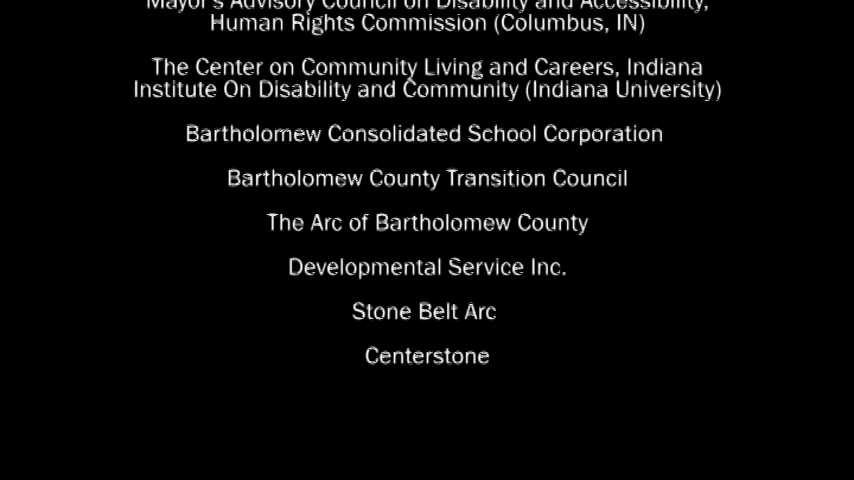 Mayor's Advisory Council on Disability and Accessibility,
Human Rights Commission (Columbus, IN)
The Center on Community Living and Careers, Indiana
Institute On Disability and Community (Indiana University)
Bartholomew Consolidated School Corporation
Bartholomew County Transition Council
The Arc of Bartholomew County
Developmental Service Inc.
Stone Belt Arc
Centerstone